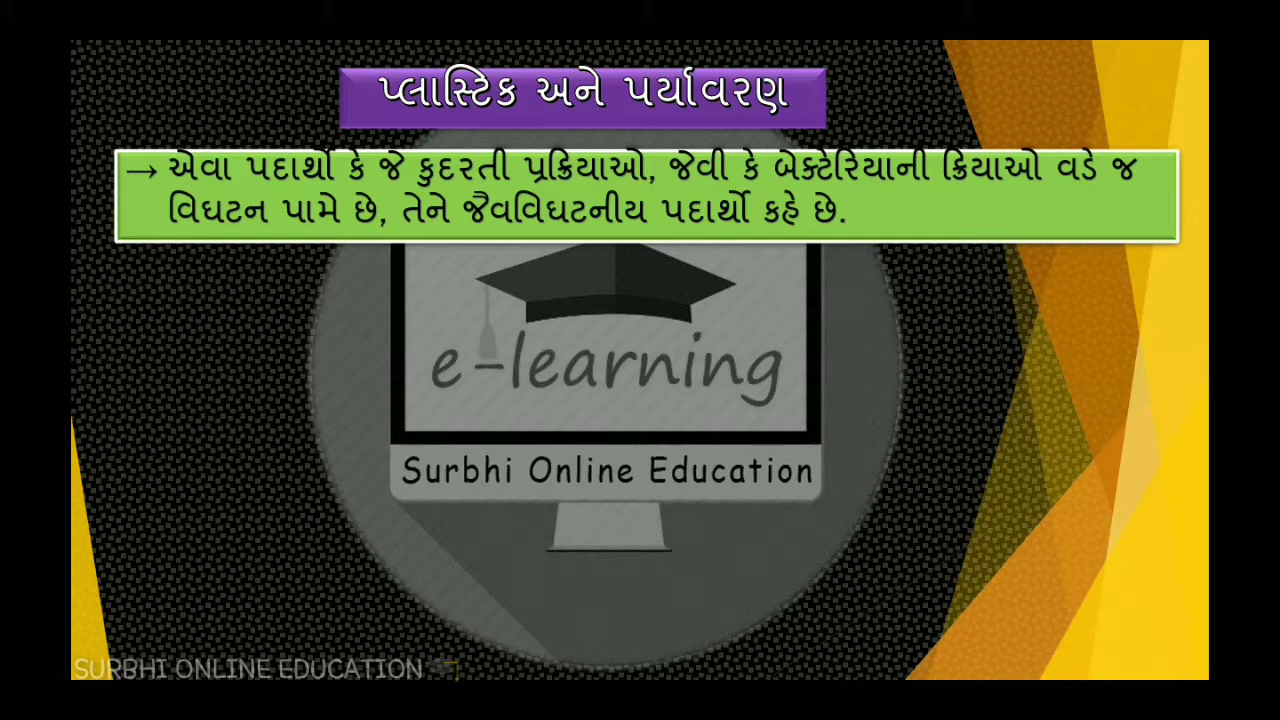 પ્લાસ્ટિક અને પર્યાવરણ
→ એવા પદાર્થો કે જે કુદરતી પ્રક્રિયાઓ, જેવી કે બેક્ટેરિયાની ક્રિયાઓ વડે જ
વિઘટન પામે છે, તેને જૈવવિઘટનીય પદાર્થો કહે છે.
e-learning
Surbhi Online Education
SURBHI ONLINE EDUCATION